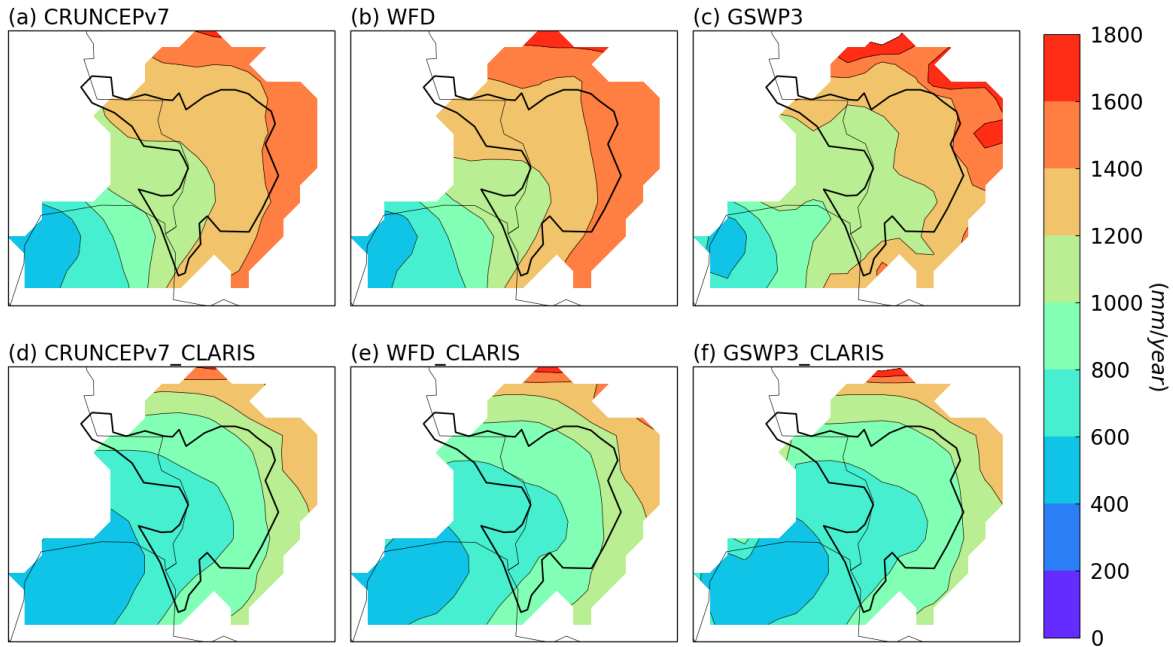 (a) CRUNCEPv7
(b) WFD
(c) GSWP3
(d) CRUNCEPv7_CLARIS
(e) WFD_CLARIS
(f) GSWP3_CLARIS
1800
1600
1400
1200
1000
800
600
400
200
0
(mm/year)